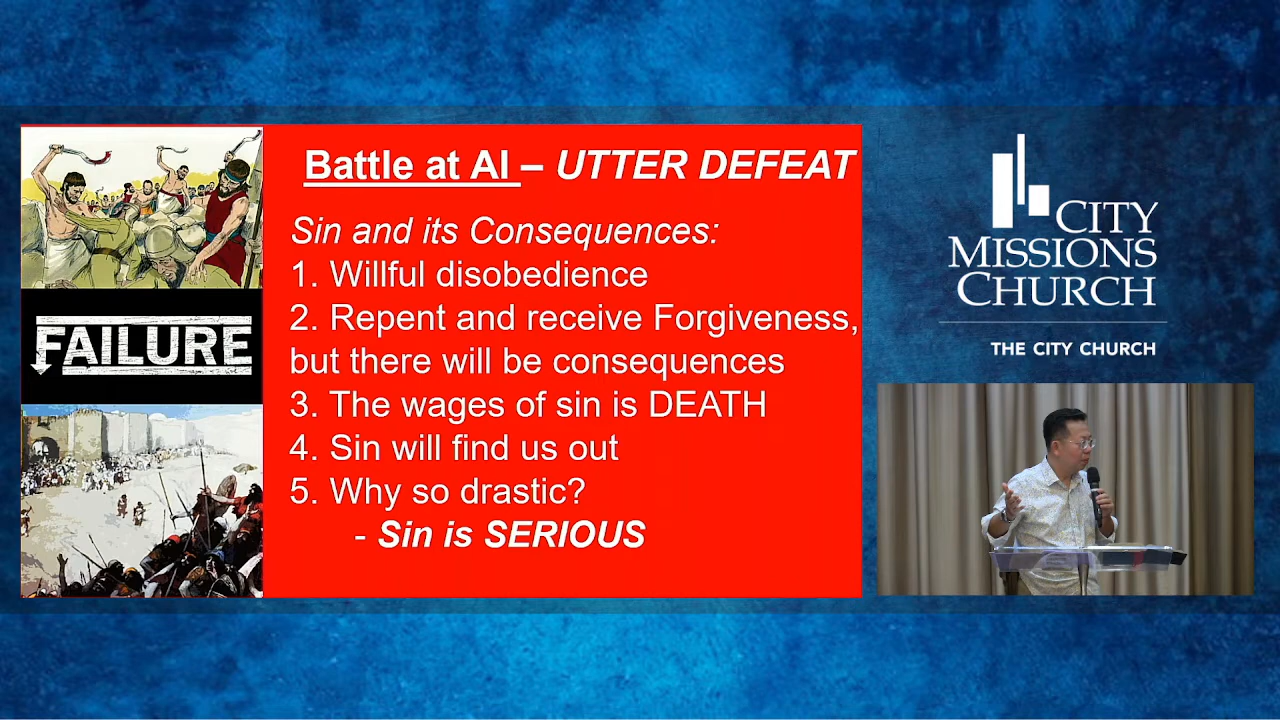 Battle at AI – UTTER DEFEAT
Sin and its Consequences:
1. Willful disobedience
2. Repent and receive Forgiveness,
but there will be consequences
3. The wages of sin is DEATH
4. Sin will find us out
5. Why so drastic?
- Sin is SERIOUS
FAILURE
CITY
MISSIONS
CHURCH
THE CITY CHURCH